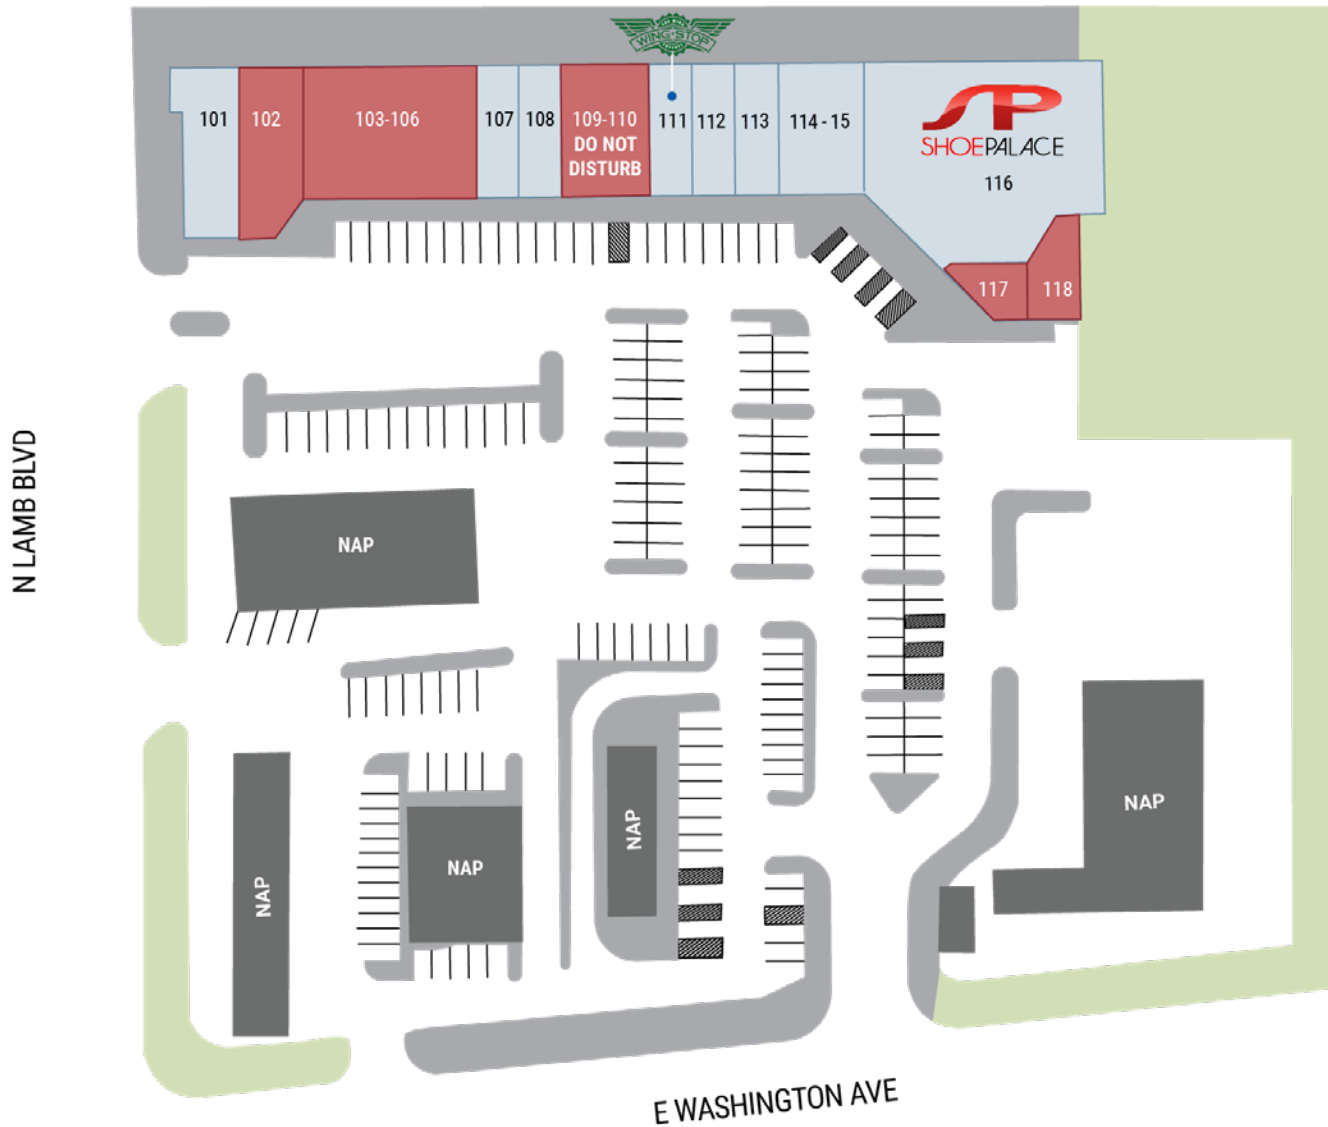 WING·STOP
101
102
103-106
107
108
109-110
DO NOT
DISTURB
111
112
113
114 - 15
SP
SHOEPALACE
116
117
118
N LAMB BLVD
NAP
NAP
NAP
NAP
NAP
E WASHINGTON AVE